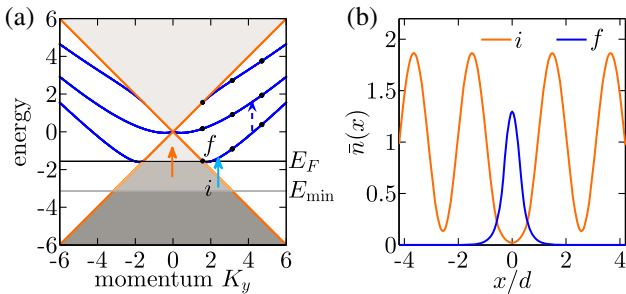 (a)
energy
6
4
2
0
-2
-4
-6
f
i
E_F
E_min
-6 -4 -2 0 2 4 6
momentum K_y
(b)
i f
n̄(x)
2
1.5
1
0.5
0
-4 -2 0 2 4
x/d